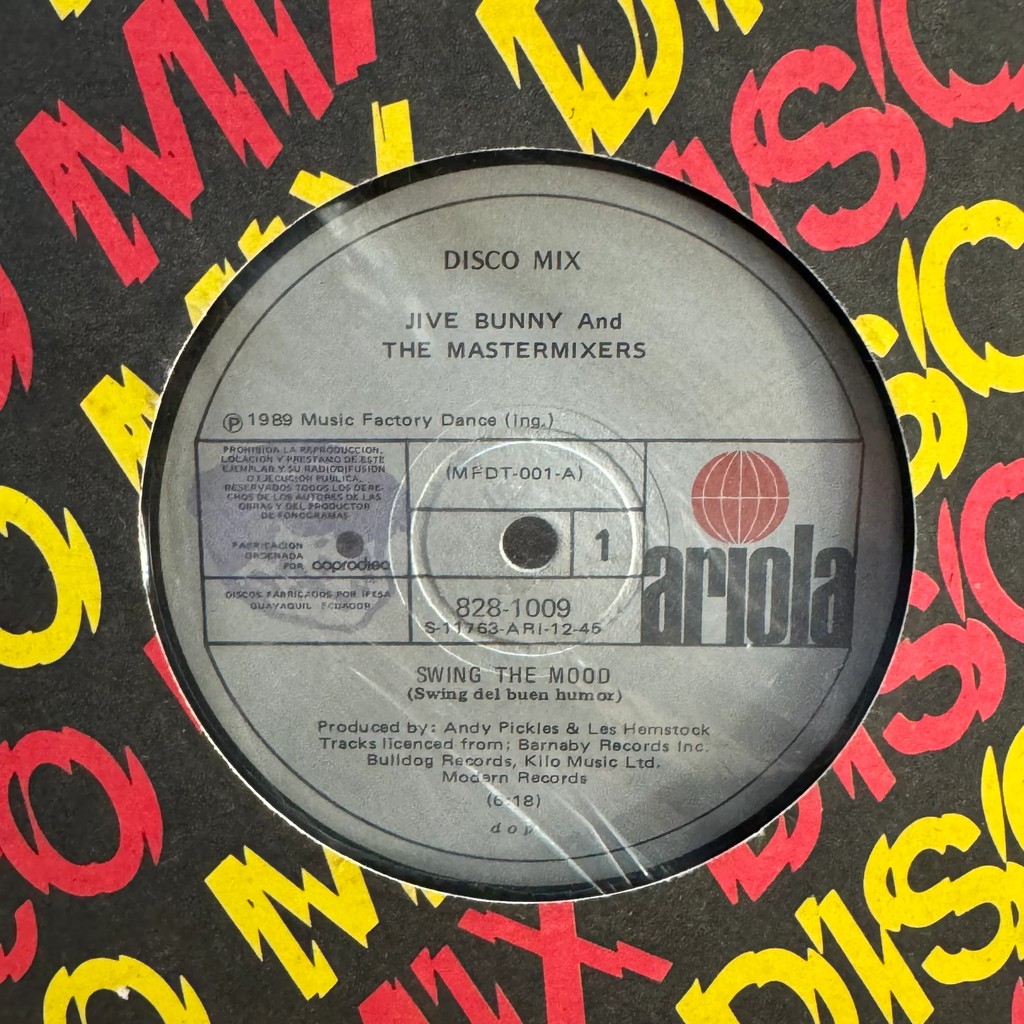 DISCO MIX
JIVE BUNNY And
THE MASTERMIXERS
Ⓟ 1989 Music Factory Dance (ing.)
PROHIBIDA LA REPRODUCCION,
LOCACION Y PRESTAMO DE ESTE
EJEMPLAR Y SU RADIODIFUSION
O EJECUCION PUBLICA.
RESERVADOS TODOS LOS DERE-
CHOS DE LOS AUTORES DE LAS
OBRAS Y DEL PRODUCTOR
DE FONOGRAMAS
FABRICACION
ORDENADA
POR
DISCOS FABRICADOS POR IFESA
GUAYAQUIL ECUADOR
(MFDT-001-A)
1
828-1009
S-11763-ARI-12-45
ariola
SWING THE MOOD
(Swing del buen humor)
Produced by: Andy Pickles & Les Hemstock
Tracks licenced from; Barnaby Records Inc.
Bulldog Records, Kilo Music Ltd.
Modern Records
(6:18)
DISCO
MIX
DISCO
MIX
DISCO